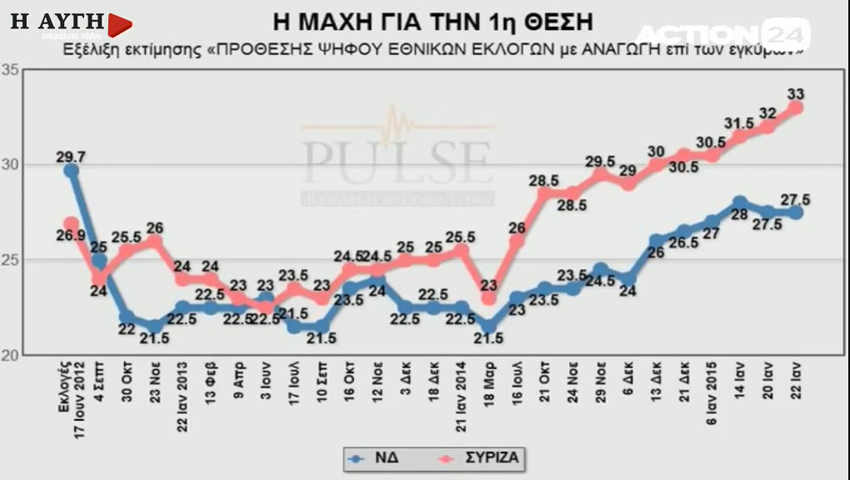 Η ΑΥΓΗ
Η ΜΑΧΗ ΓΙΑ ΤΗΝ 1η ΘΕΣΗ
ACTION 24
Εξέλιξη εκτίμησης «ΠΡΟΘΕΣΗΣ ΨΗΦΟΥ ΕΘΝΙΚΩΝ ΕΚΛΟΓΩΝ με ΑΝΑΓΩΓΗ επί των εγκύρων»
35
30
25
20
PULSE
RESEARCH & CONSULTING
29.7 25 22 21.5 22.5 22.5 22.5 23 21.5 21.5 23.5 24 22.5 22.5 22.5 21.5 23 23.5 23.5 24.5 24 26 26.5 27 28 27.5 27.5
26.9 24 25.5 26 24 24 23 22.5 23.5 23 24.5 24.5 25 25 25.5 23 26 28.5 28.5 29.5 29 30 30.5 30.5 31.5 32 33
Εκλογές
17 Ιουν 2012
4 Σεπτ
30 Οκτ
23 Νοε
22 Ιαν 2013
13 Φεβ
9 Απρ
3 Ιουν
17 Ιουλ
10 Σεπ
16 Οκτ
12 Νοε
3 Δεκ
18 Δεκ
21 Ιαν 2014
18 Μαρ
16 Ιουλ
21 Οκτ
24 Νοε
29 Νοε
6 Δεκ
13 Δεκ
21 Δεκ
6 Ιαν 2015
14 Ιαν
20 Ιαν
22 Ιαν
ΝΔ
ΣΥΡΙΖΑ